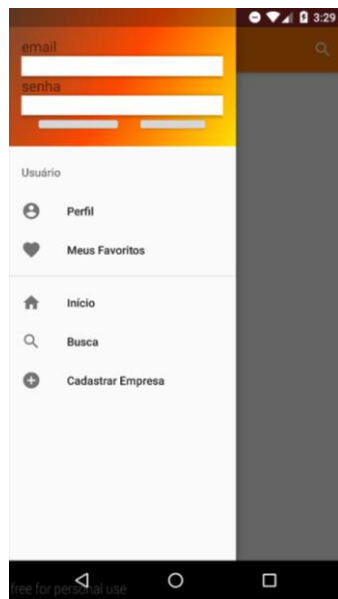 3:29
email
senha
Usuário
Perfil
Meus Favoritos
Início
Busca
Cadastrar Empresa
free for personal use